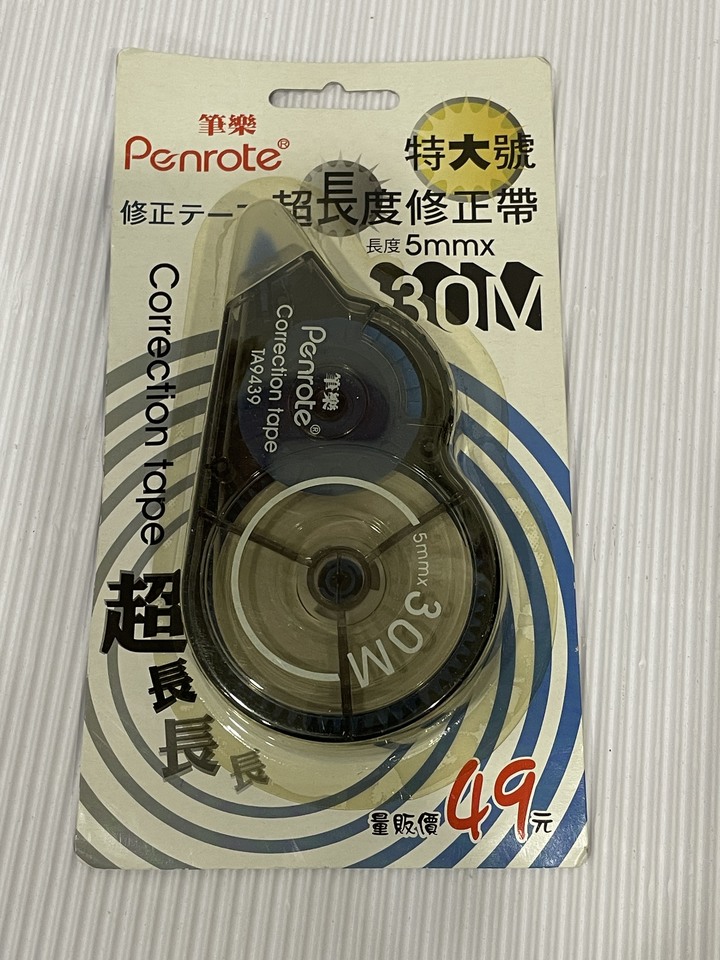 筆樂
Penrote®
特大號
修正テー
超長度修正帶
長度 5mmx
30M
Correction tape
筆樂
Penrote®
Correction tape
TA9439
5mmx 30M
超
長
長
長
量販價 49元